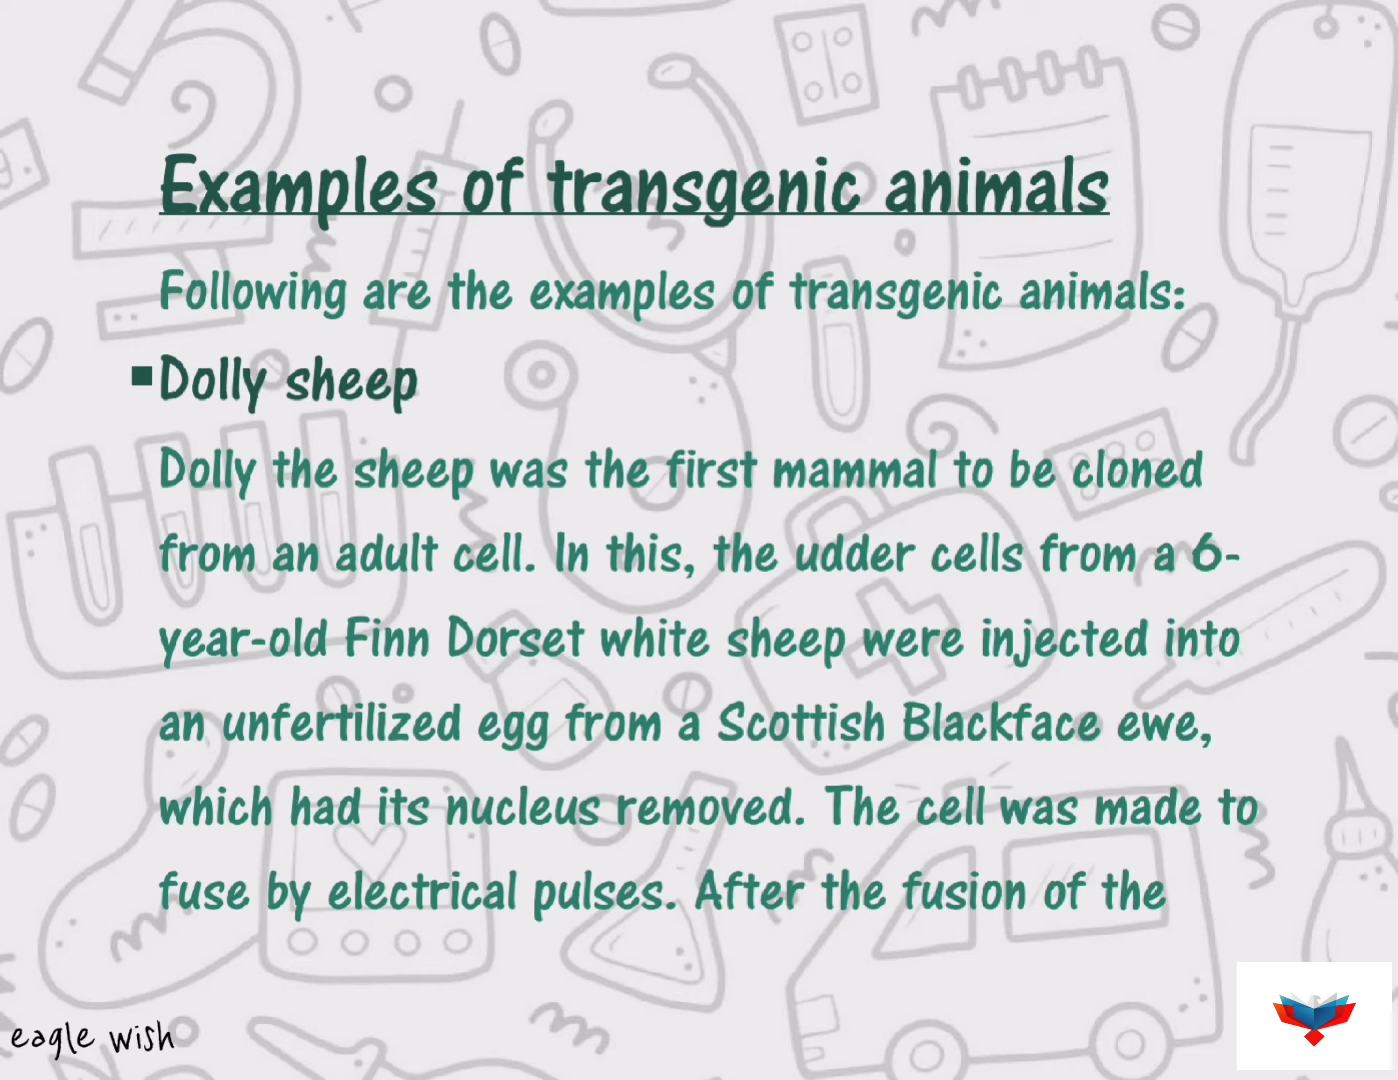 Examples of transgenic animals
Following are the examples of transgenic animals:
▪Dolly sheep
Dolly the sheep was the first mammal to be cloned
from an adult cell. In this, the udder cells from a 6-
year-old Finn Dorset white sheep were injected into
an unfertilized egg from a Scottish Blackface ewe,
which had its nucleus removed. The cell was made to
fuse by electrical pulses. After the fusion of the
eagle wish